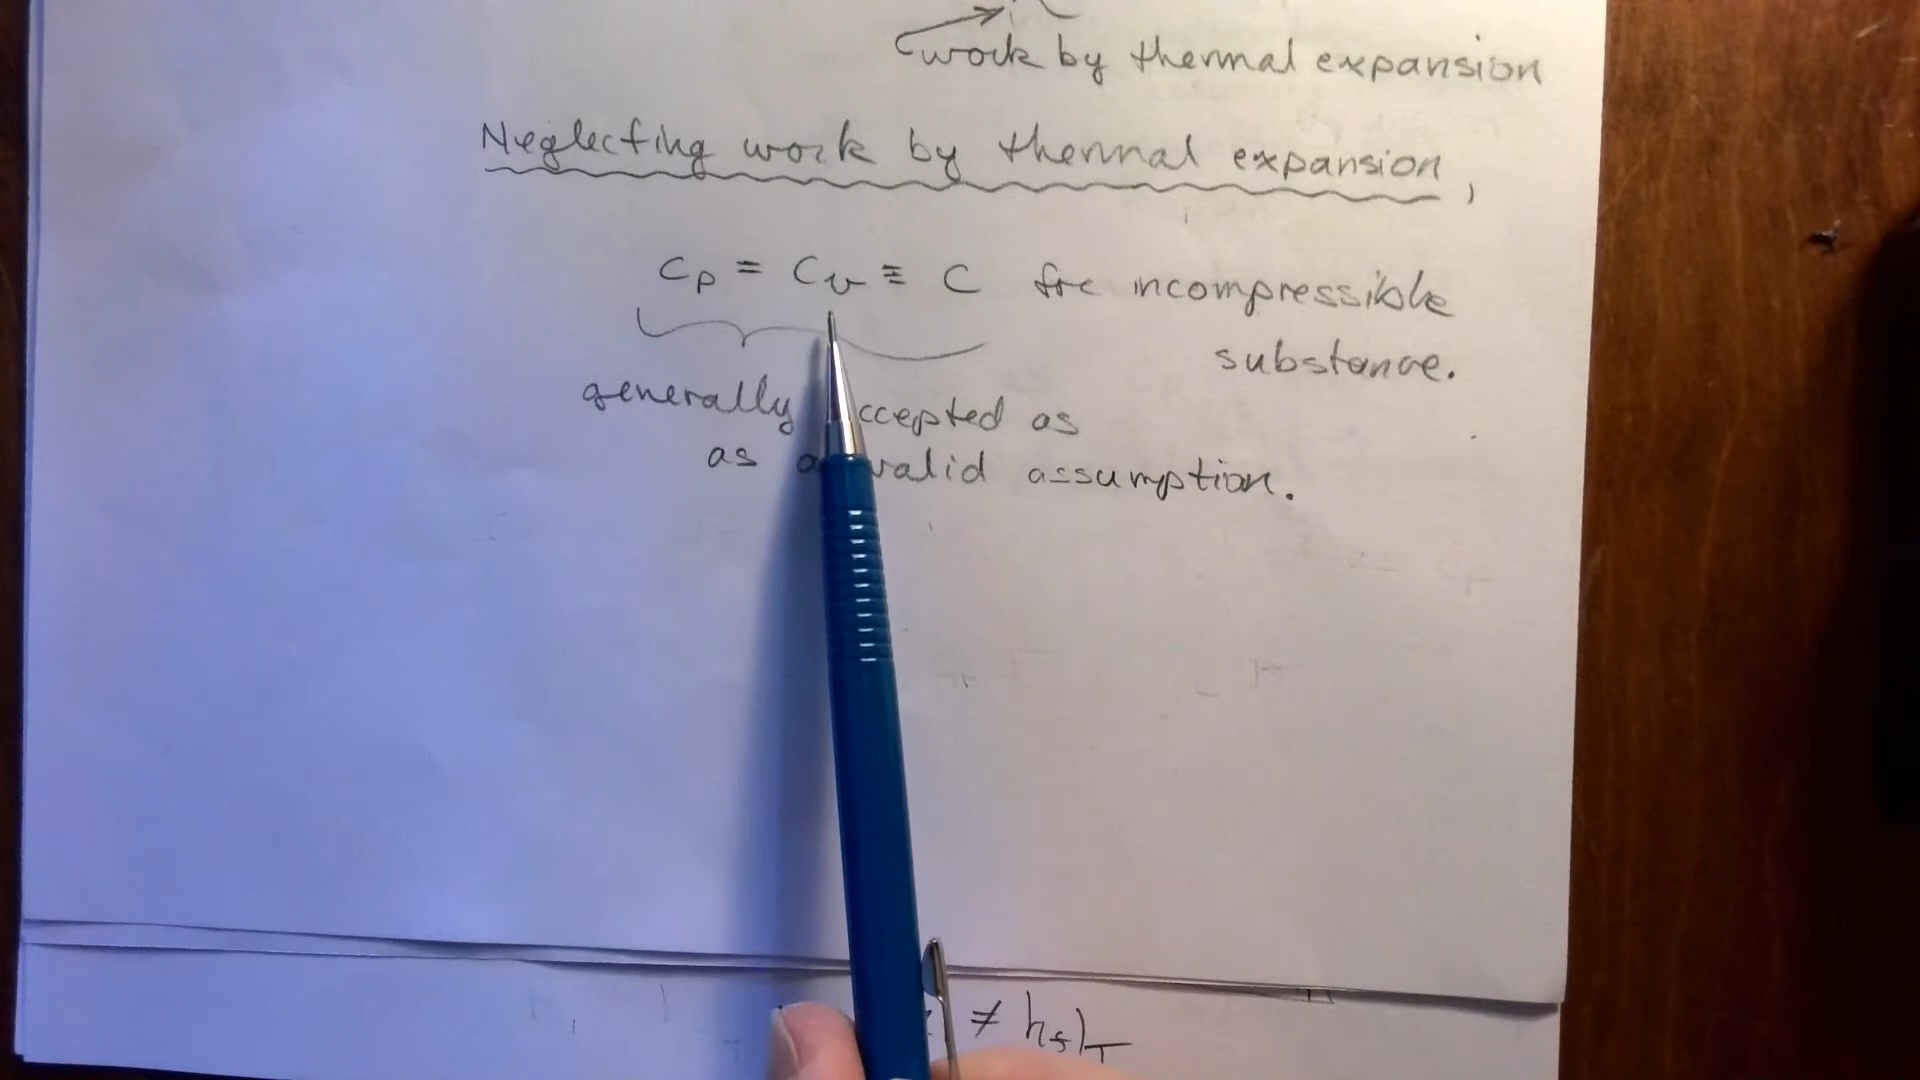 work by thermal expansion
Neglecting work by thermal expansion,
Cp = Cv ≡ C for incompressible
substance.
generally accepted as
as a valid assumption.
≠ hf)T